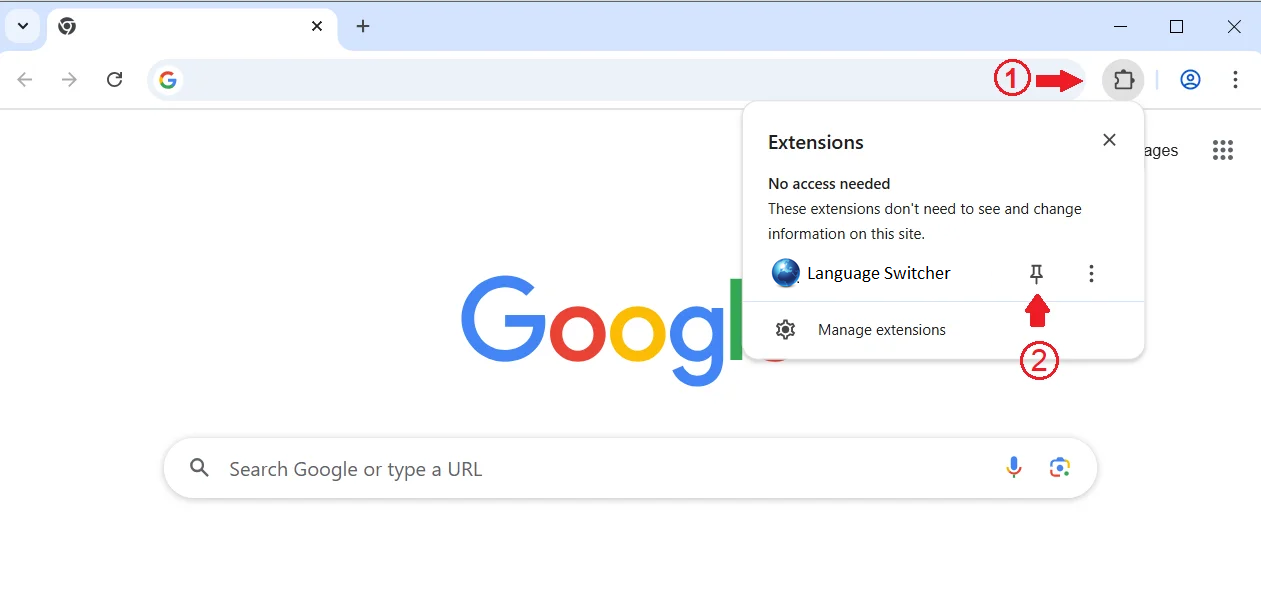 1
Extensions
ages
No access needed
These extensions don't need to see and change
information on this site.
Language Switcher
Manage extensions
2
Search Google or type a URL